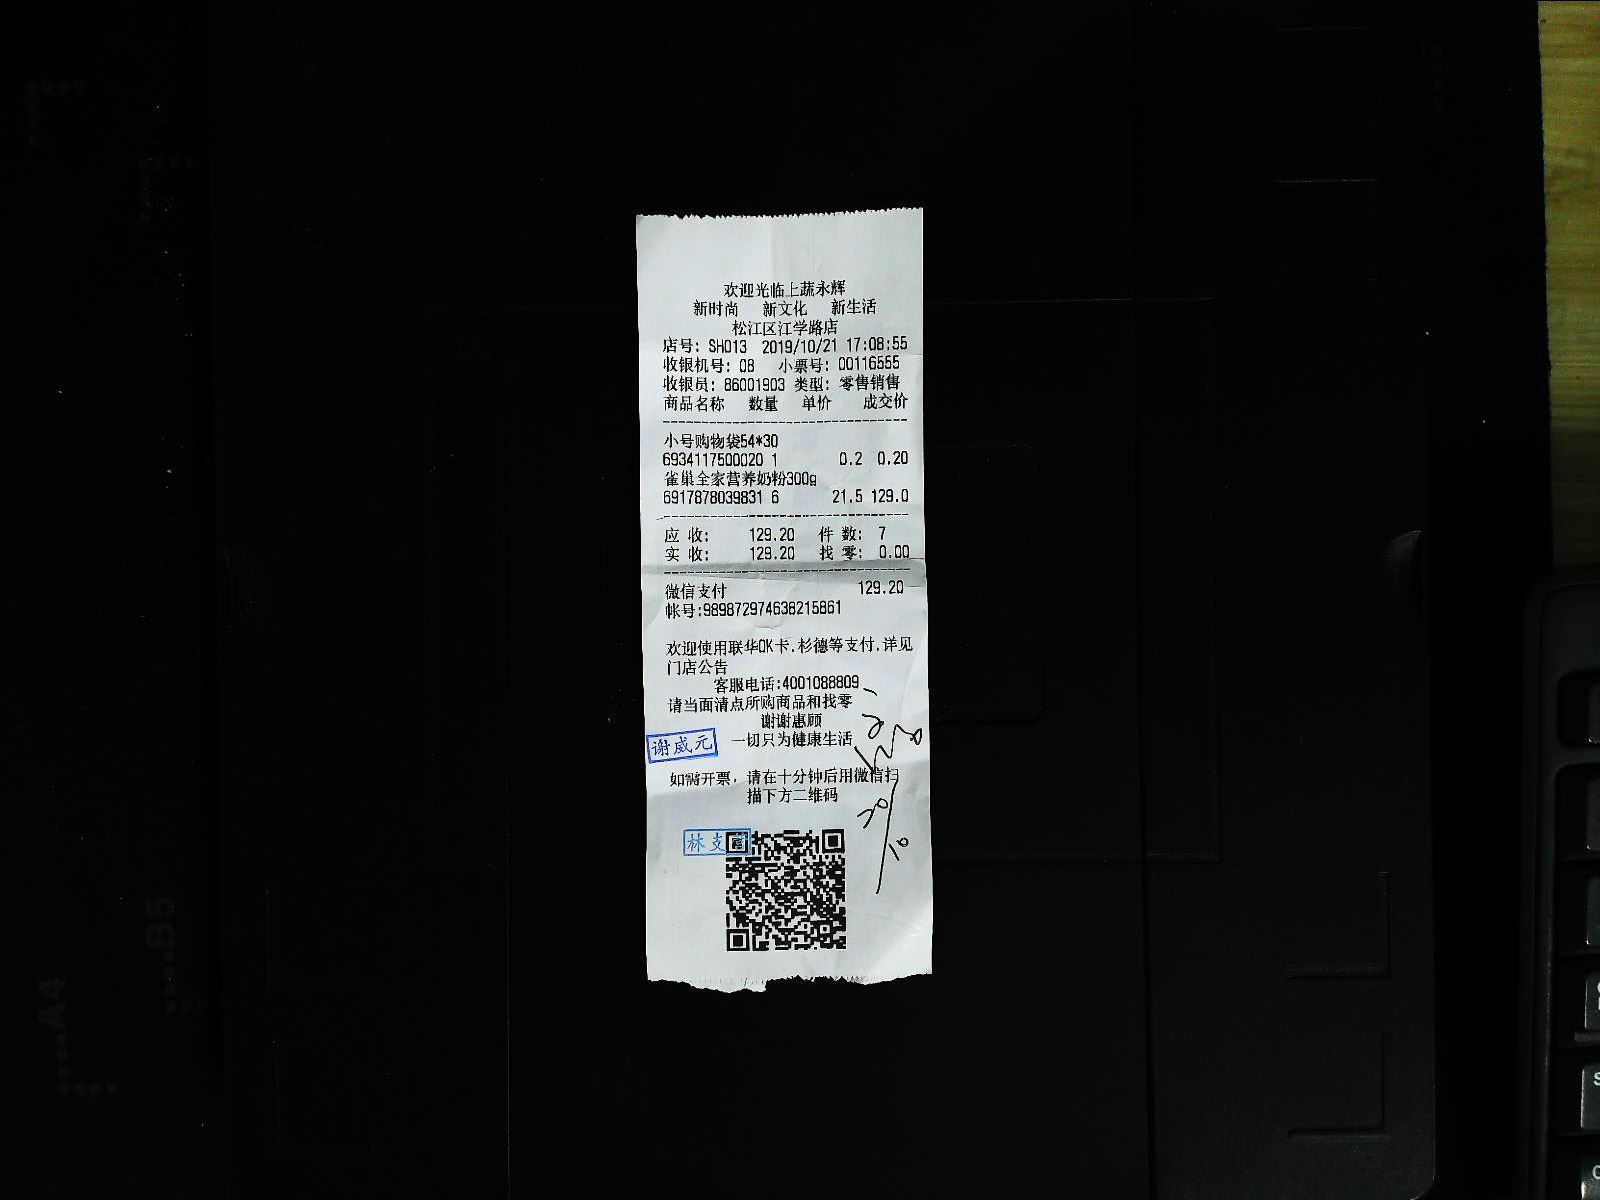 欢迎光临上蔬永辉
新时尚 新文化 新生活
松江区江学路店
店号: SH013 2019/10/21 17:08:55
收银机号: 08 小票号: 00116555
收银员: 86001903 类型: 零售销售
商品名称 数量 单价 成交价
--------------------------------
小号购物袋54*30
6934117500020 1 0.2 0.20
雀巢全家营养奶粉300g
6917878039831 6 21.5 129.0
--------------------------------
应 收: 129.20 件 数: 7
实 收: 129.20 找 零: 0.00
--------------------------------
微信支付 129.20
帐号:989872974638215861
欢迎使用联华OK卡.杉德等支付.详见
门店公告
客服电话:4001088809
请当面清点所购商品和找零
谢谢惠顾
谢威元 一切只为健康生活
如需开票，请在十分钟后用微信扫
描下方二维码
林支
B5
A4